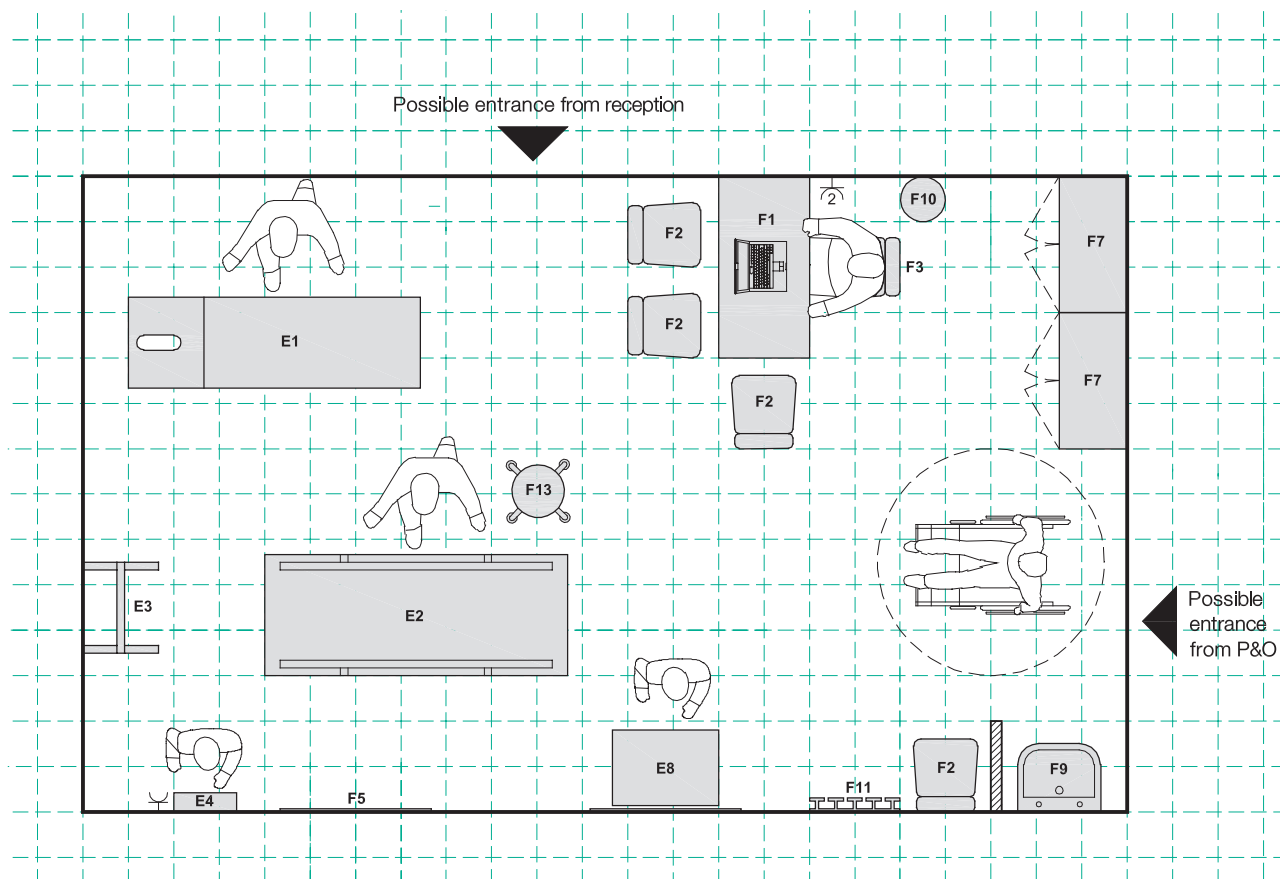 Possible entrance from reception
2
F10
F1
F2
F7
F3
F2
E1
F7
F2
F13
E3
E2
Possible
entrance
from P&O
E8
F2
F9
F11
F5
E4